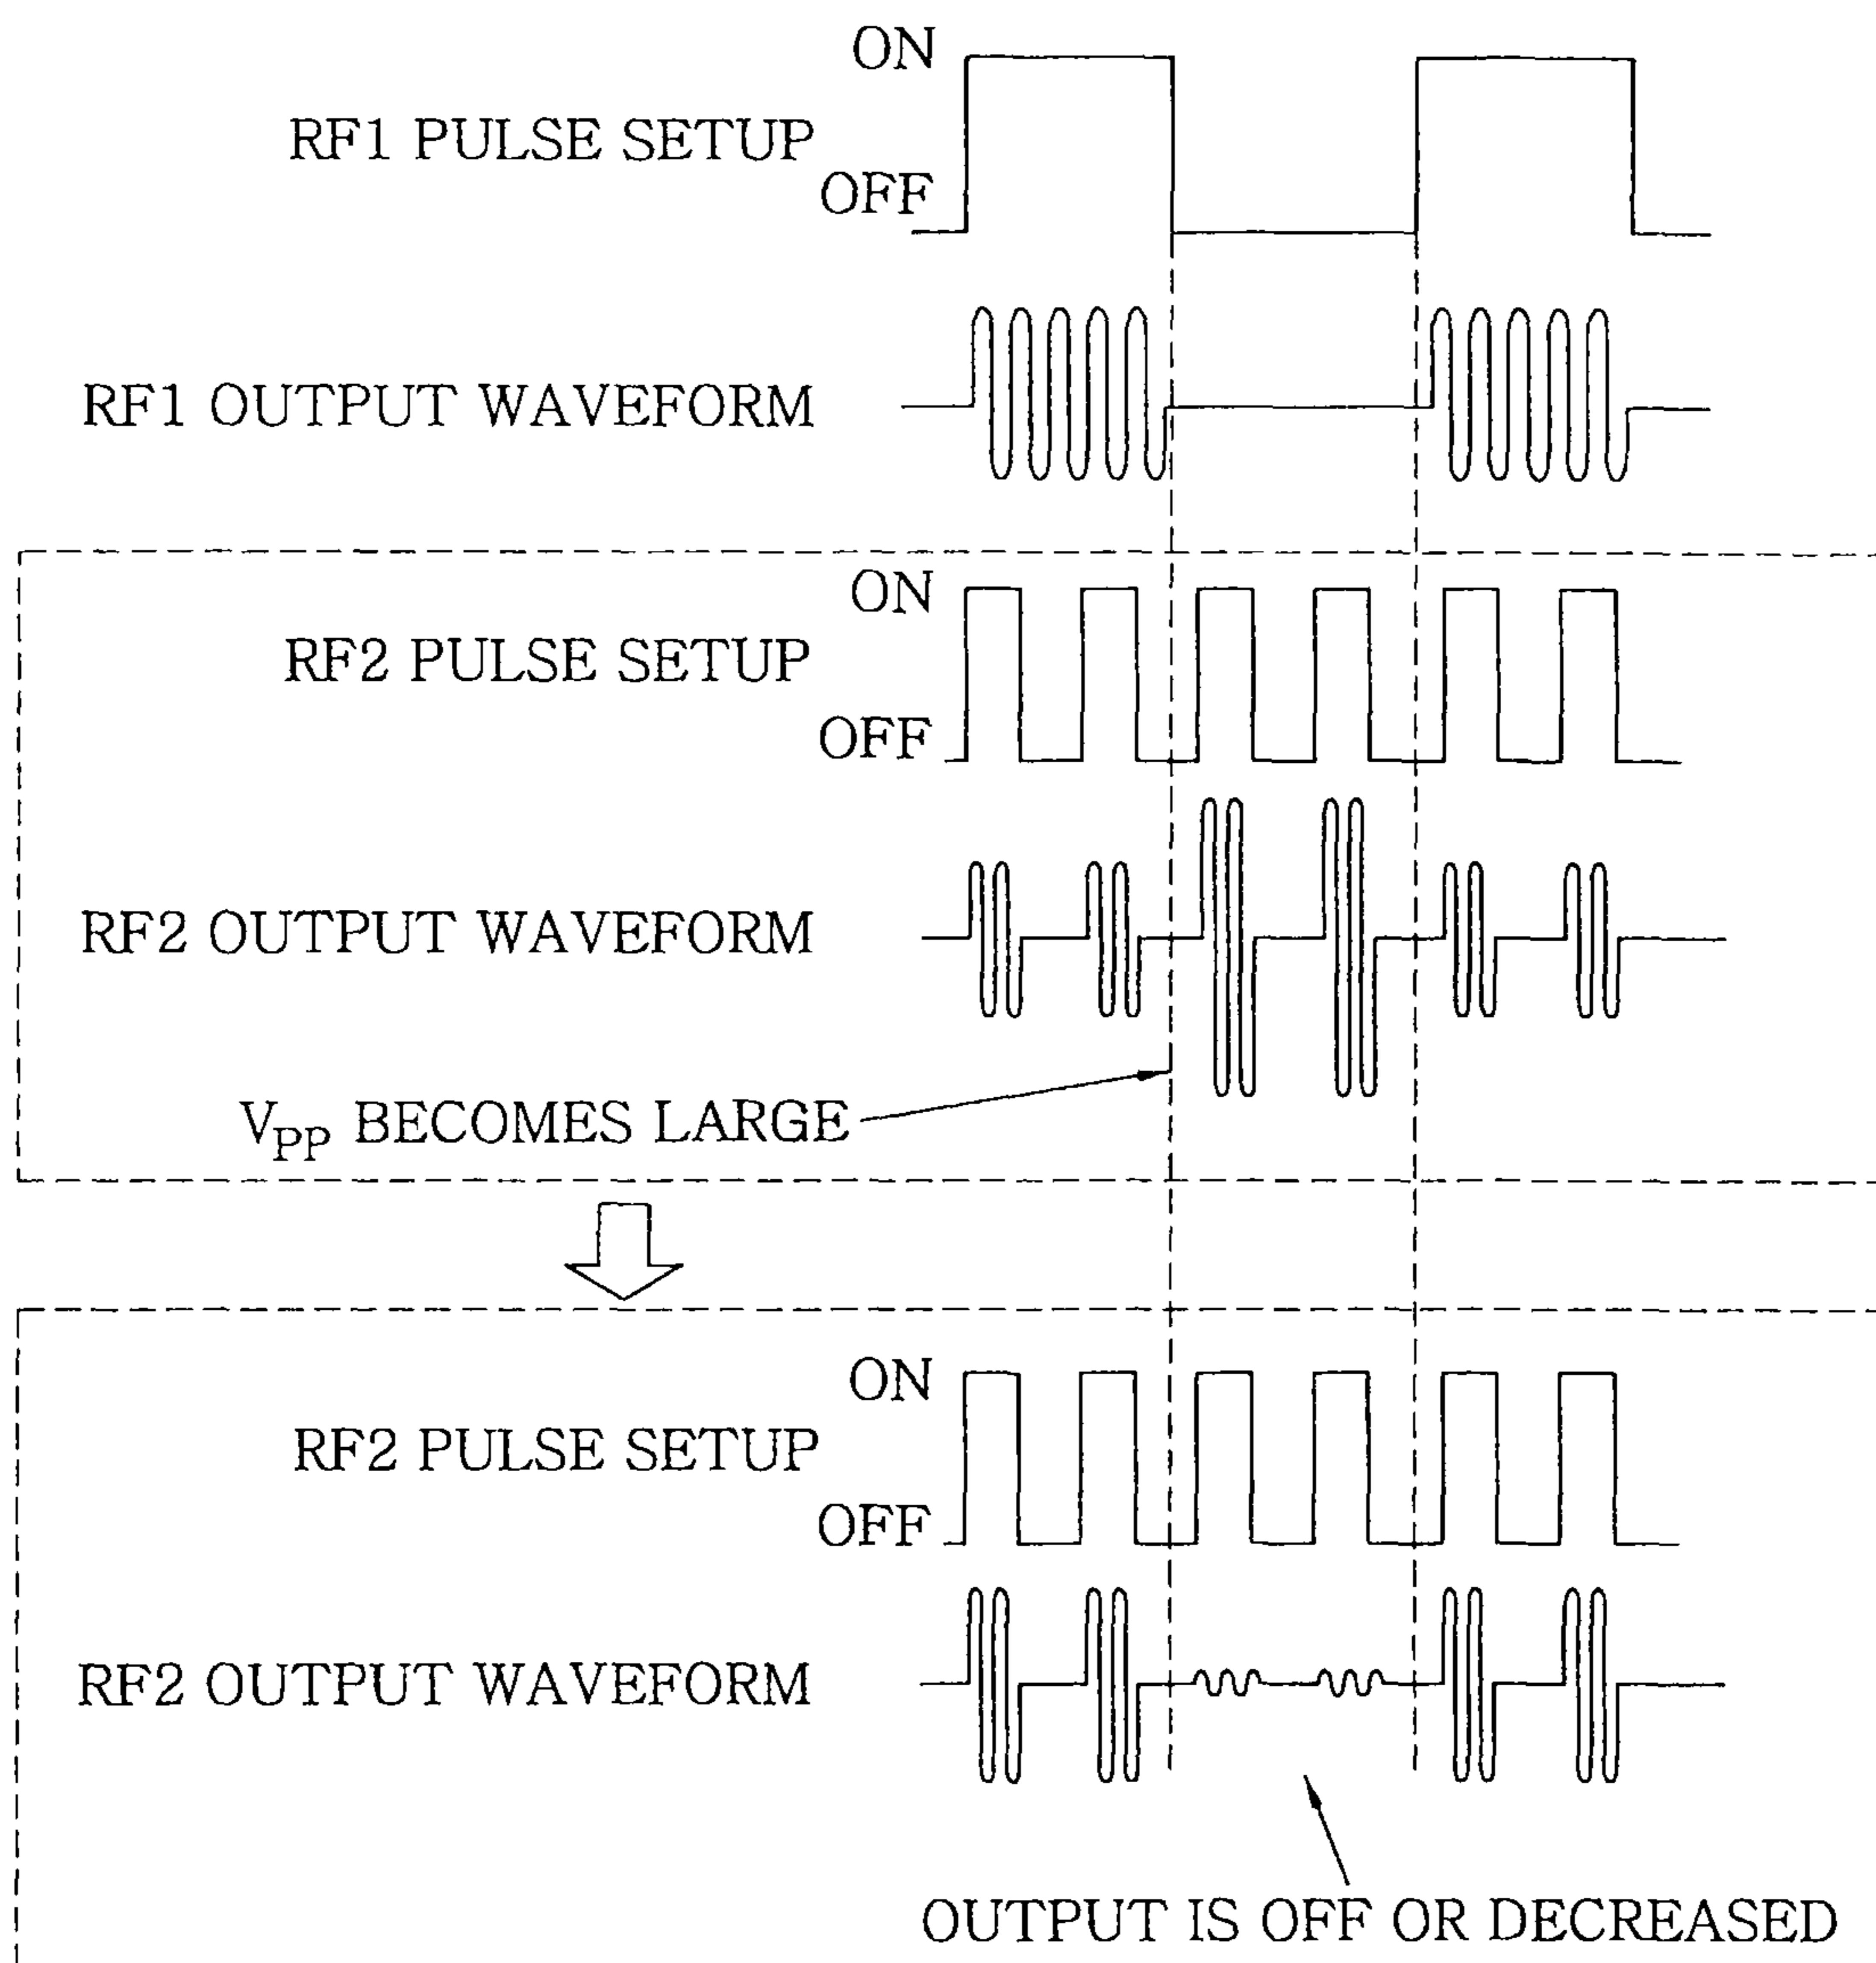 ON
RF1 PULSE SETUP
OFF
RF1 OUTPUT WAVEFORM
ON
RF2 PULSE SETUP
OFF
RF2 OUTPUT WAVEFORM
VPP BECOMES LARGE
ON
RF2 PULSE SETUP
OFF
RF2 OUTPUT WAVEFORM
OUTPUT IS OFF OR DECREASED